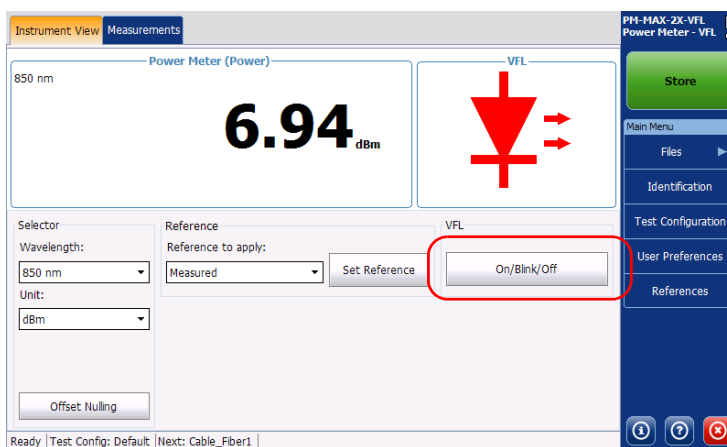 Instrument View Measurements
PM-MAX-2X-VFL
Power Meter - VFL
Power Meter (Power)
850 nm
6.94 dBm
VFL
Store
Main Menu
Files
Identification
Test Configuration
User Preferences
References
Selector
Wavelength:
850 nm
Unit:
dBm
Offset Nulling
Reference
Reference to apply:
Measured
Set Reference
VFL
On/Blink/Off
Ready Test Config: Default Next: Cable_Fiber1